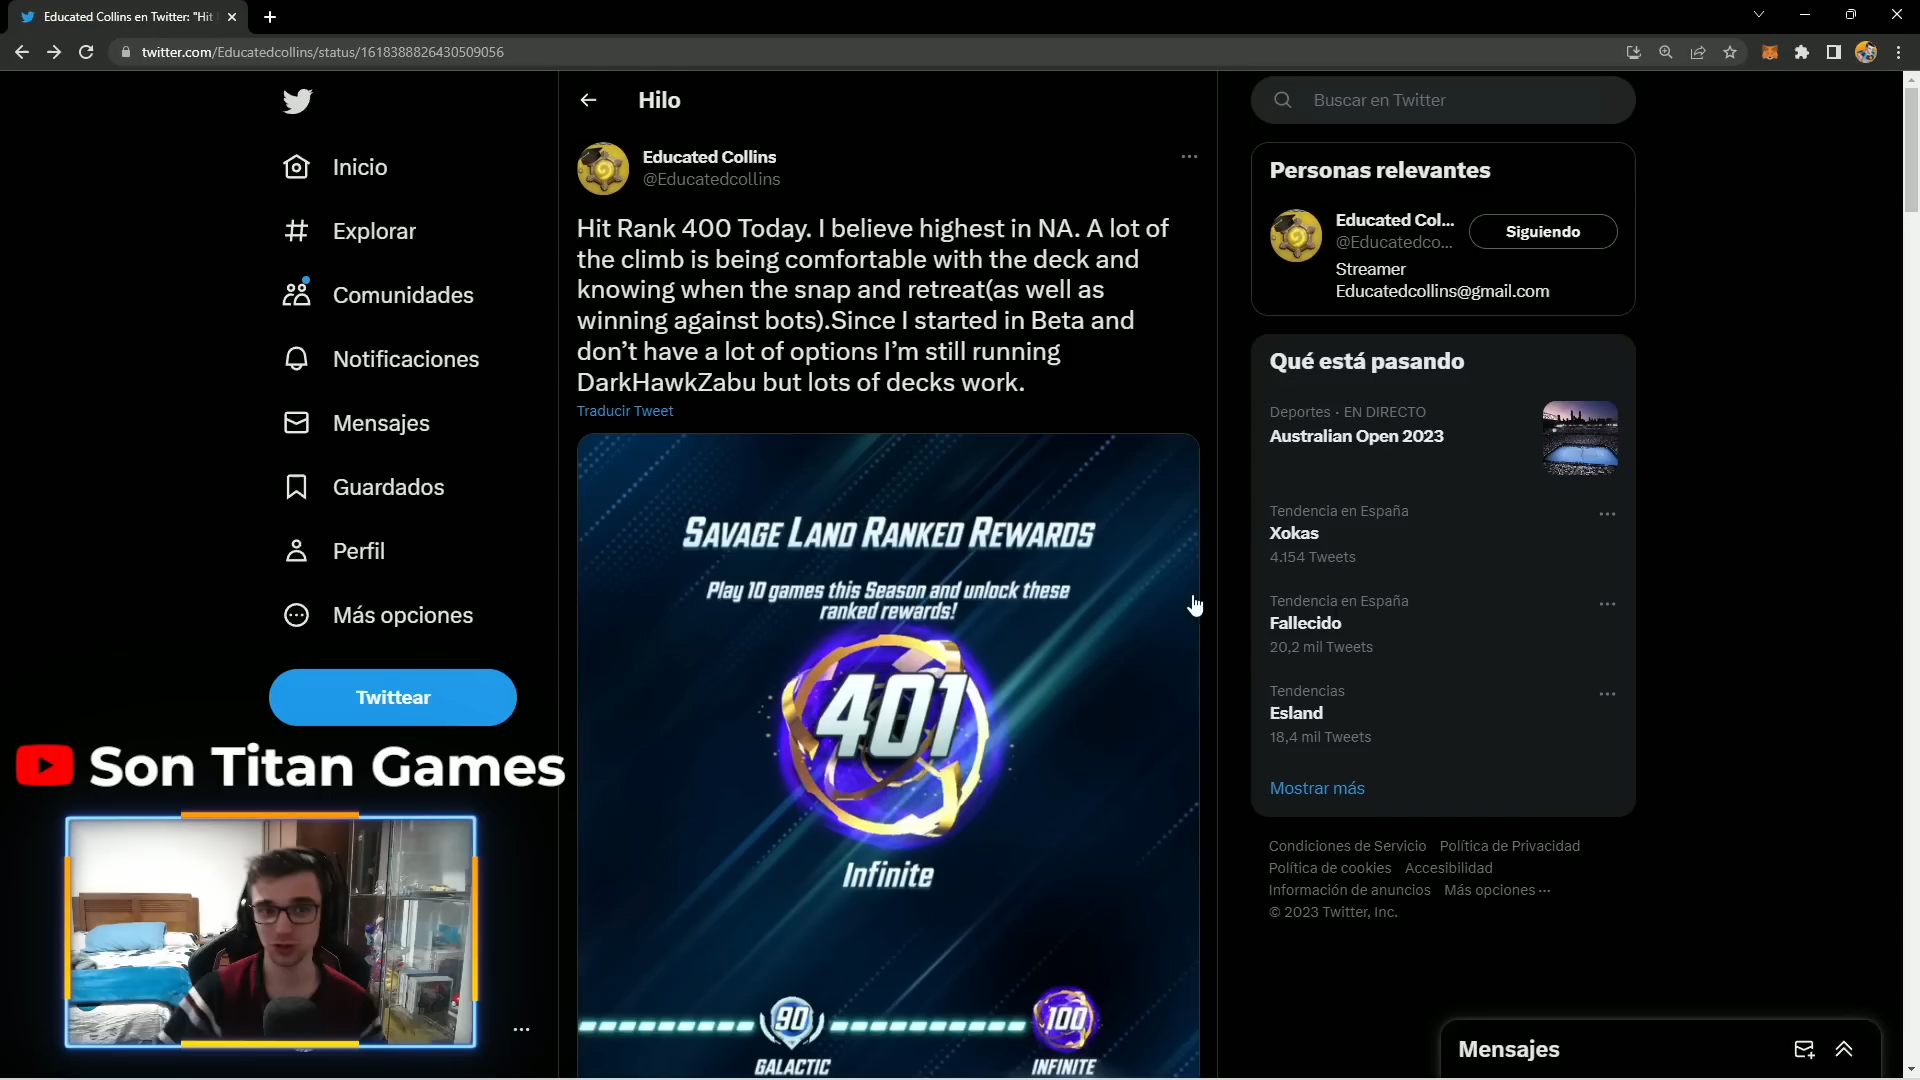 Educated Collins en Twitter: "Hit
twitter.com/Educatedcollins/status/1618388826430509056
Inicio
Explorar
Comunidades
Notificaciones
Mensajes
Guardados
Perfil
Más opciones
Twittear
Son Titan Games
Hilo
Educated Collins
@Educatedcollins
Hit Rank 400 Today. I believe highest in NA. A lot of
the climb is being comfortable with the deck and
knowing when the snap and retreat(as well as
winning against bots).Since I started in Beta and
don’t have a lot of options I’m still running
DarkHawkZabu but lots of decks work.
Traducir Tweet
SAVAGE LAND RANKED REWARDS
Play 10 games this Season and unlock these
ranked rewards!
401
Infinite
90
GALACTIC
100
INFINITE
Buscar en Twitter
Personas relevantes
Educated Col...
@Educatedco...
Siguiendo
Streamer
Educatedcollins@gmail.com
Qué está pasando
Deportes · EN DIRECTO
Australian Open 2023
Tendencia en España
Xokas
4.154 Tweets
Tendencia en España
Fallecido
20,2 mil Tweets
Tendencias
Esland
18,4 mil Tweets
Mostrar más
Condiciones de Servicio Política de Privacidad
Política de cookies Accesibilidad
Información de anuncios Más opciones ···
© 2023 Twitter, Inc.
Mensajes